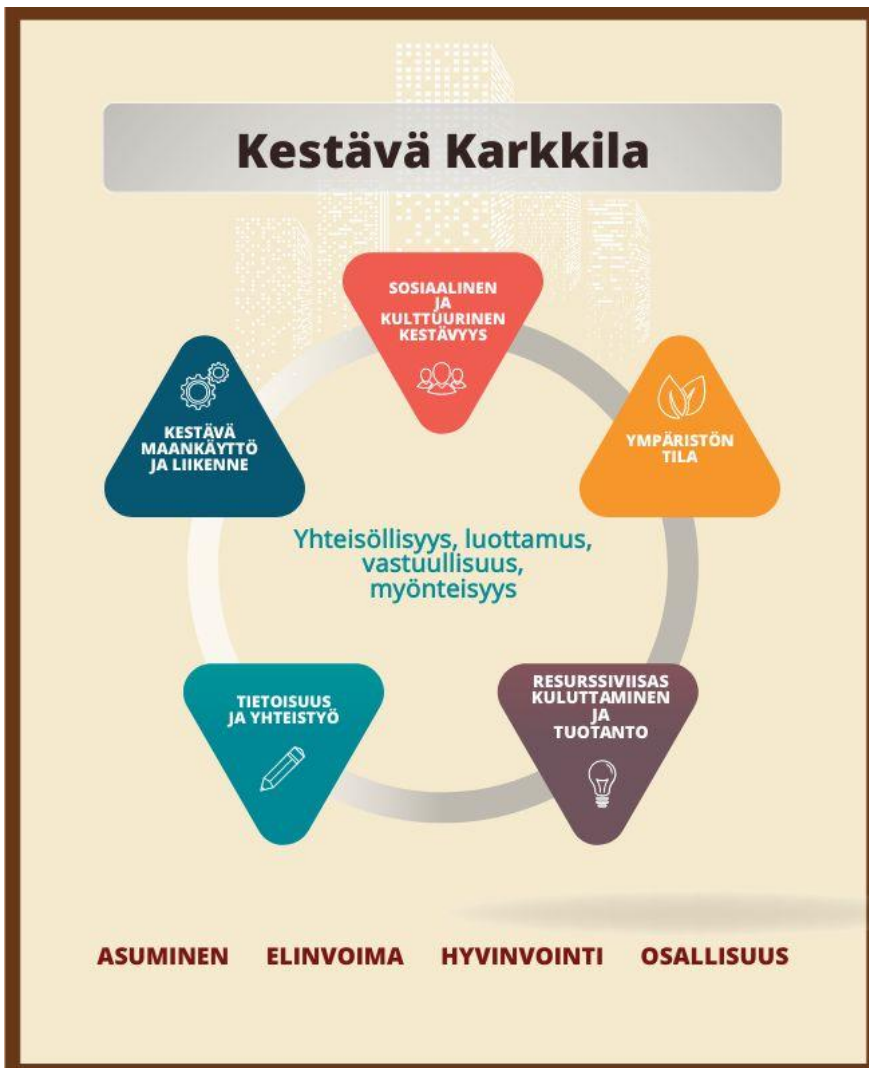 Kestävä Karkkila
SOSIAALINEN
JA
KULTTUURINEN
KESTÄVYYS
KESTÄVÄ
MAANKÄYTTÖ
JA LIIKENNE
YMPÄRISTÖN
TILA
Yhteisöllisyys, luottamus,
vastuullisuus,
myönteisyys
TIETOISUUS
JA YHTEISTYÖ
RESURSSIVIISAS
KULUTTAMINEN
JA
TUOTANTO
ASUMINEN ELINVOIMA HYVINVOINTI OSALLISUUS